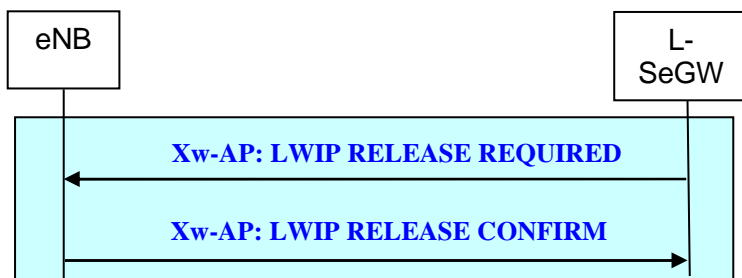 eNB
L-
SeGW
Xw-AP: LWIP RELEASE REQUIRED
Xw-AP: LWIP RELEASE CONFIRM